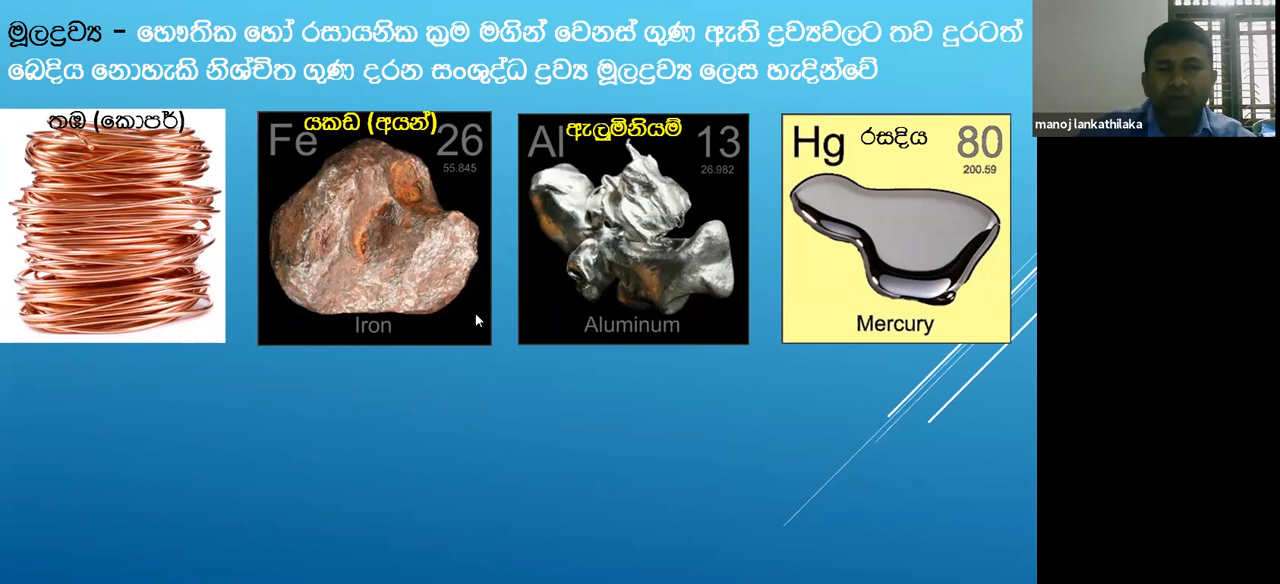 මූලද්‍රව්‍ය - භෞතික හෝ රසායනික ක්‍රම මගින් වෙනස් ගුණ ඇති ද්‍රව්‍යවලට තව දුරටත්
බෙදිය නොහැකි නිශ්චිත ගුණ දරන සංශුද්ධ ද්‍රව්‍ය මූලද්‍රව්‍ය ලෙස හැදින්වේ
manoj lankathilaka
තඹ (කොපර්)
Fe
යකඩ (අයන්)
26
55.845
Iron
Al
ඇලුමිනියම්
13
26.982
Aluminum
Hg
රසදිය
80
200.59
Mercury